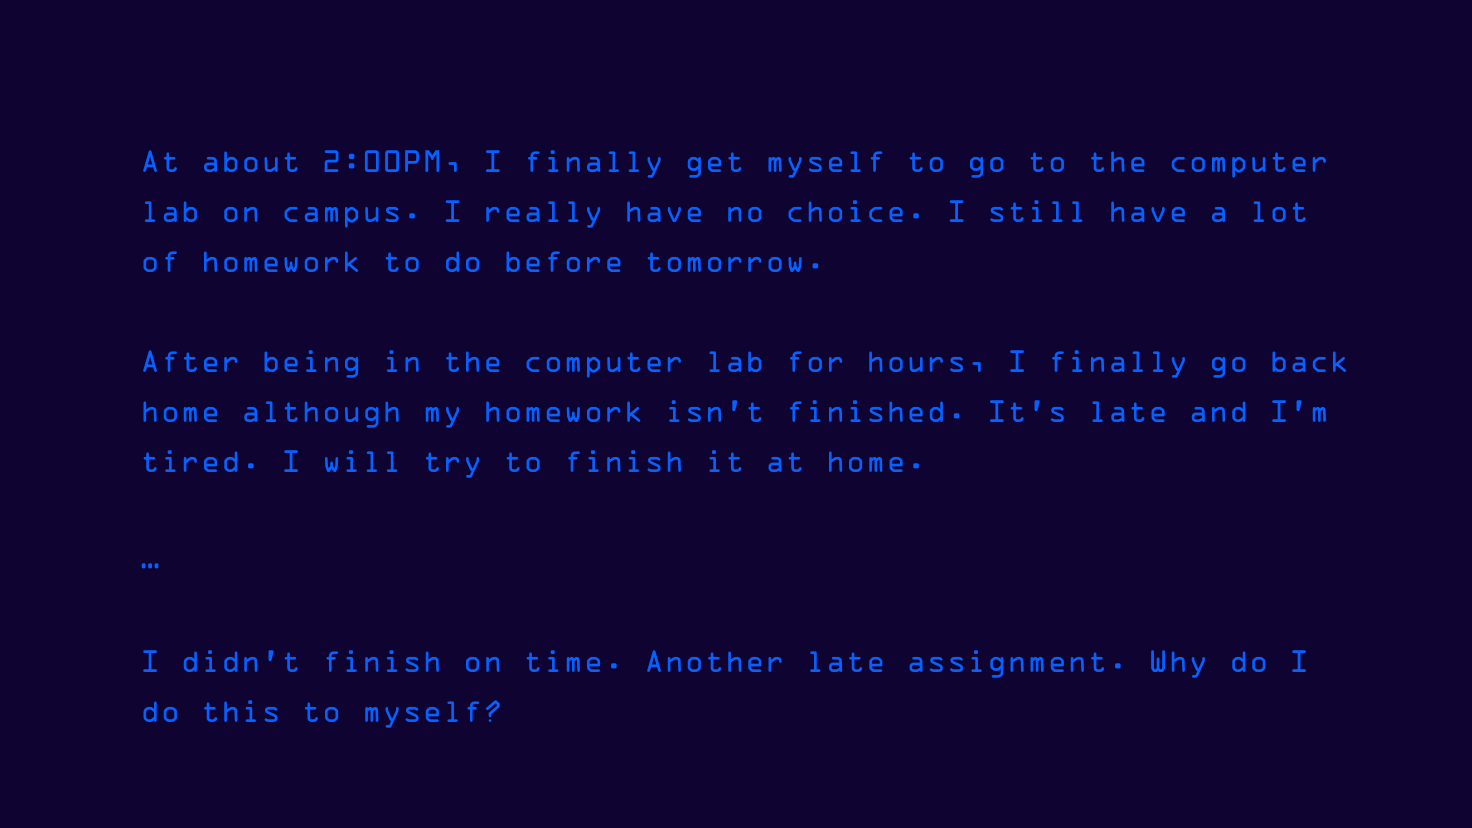 At about 2:00PM, I finally get myself to go to the computer
lab on campus. I really have no choice. I still have a lot
of homework to do before tomorrow.
After being in the computer lab for hours, I finally go back
home although my homework isn't finished. It's late and I'm
tired. I will try to finish it at home.
…
I didn't finish on time. Another late assignment. Why do I
do this to myself?